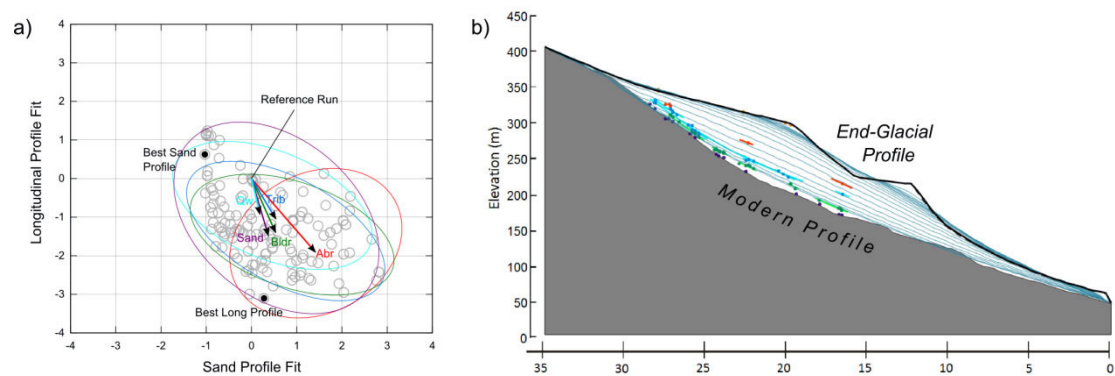 a)
4
3
2
1
0
-1
-2
-3
-4
Longitudinal Profile Fit
Reference Run
Best Sand
Profile
Trib
Sand
Bldr
Abr
Best Long Profile
-4
-3
-2
-1
0
1
2
3
4
Sand Profile Fit
b)
450
400
350
300
250
200
150
100
50
0
Elevation (m)
End-Glacial
Profile
Modern Profile
35
30
25
20
15
10
5
0